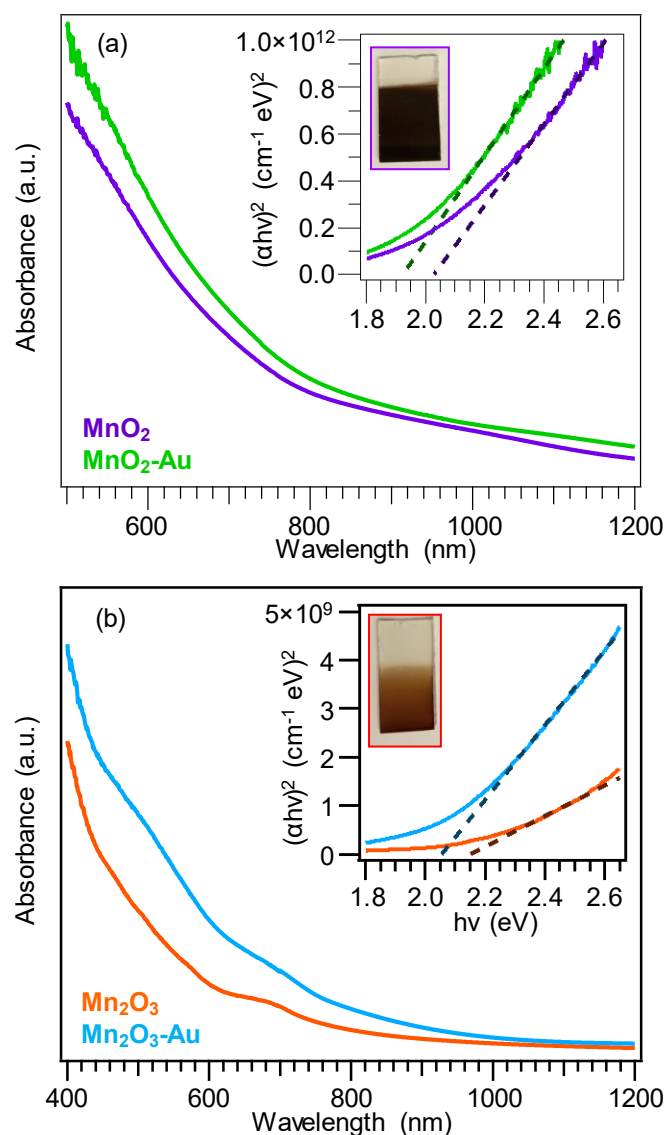 (a)
Absorbance (a.u.)
(αhν)² (cm⁻¹ eV)²
1.0×10¹²
0.8
0.6
0.4
0.2
0.0
1.8 2.0 2.2 2.4 2.6
MnO₂
MnO₂-Au
600 800 1000 1200
Wavelength (nm)
(b)
Absorbance (a.u.)
(αhν)² (cm⁻¹ eV)²
5×10⁹
4
3
2
1
0
1.8 2.0 2.2 2.4 2.6
hν (eV)
Mn₂O₃
Mn₂O₃-Au
400 600 800 1000 1200
Wavelength (nm)